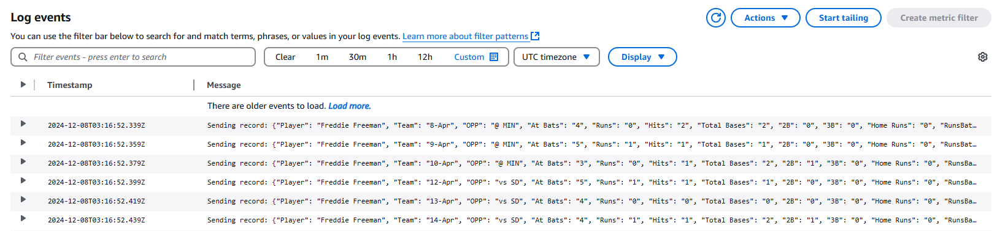 Log events
Actions
Start tailing
Create metric filter
You can use the filter bar below to search for and match terms, phrases, or values in your log events. Learn more about filter patterns
Filter events - press enter to search
Clear 1m 30m 1h 12h Custom
UTC timezone
Display
Timestamp Message
There are older events to load. Load more.
2024-12-08T03:16:52.339Z Sending record: {"Player": "Freddie Freeman", "Team": "8-Apr", "OPP": "@ MIN", "At Bats": "4", "Runs": "0", "Hits": "2", "Total Bases": "2", "2B": "0", "3B": "0", "Home Runs": "0", "RunsBat…
2024-12-08T03:16:52.359Z Sending record: {"Player": "Freddie Freeman", "Team": "9-Apr", "OPP": "@ MIN", "At Bats": "5", "Runs": "1", "Hits": "1", "Total Bases": "1", "2B": "0", "3B": "0", "Home Runs": "0", "RunsBat…
2024-12-08T03:16:52.379Z Sending record: {"Player": "Freddie Freeman", "Team": "10-Apr", "OPP": "@ MIN", "At Bats": "3", "Runs": "0", "Hits": "1", "Total Bases": "2", "2B": "1", "3B": "0", "Home Runs": "0", "RunsBa…
2024-12-08T03:16:52.399Z Sending record: {"Player": "Freddie Freeman", "Team": "12-Apr", "OPP": "vs SD", "At Bats": "5", "Runs": "1", "Hits": "1", "Total Bases": "1", "2B": "0", "3B": "0", "Home Runs": "0", "RunsBa…
2024-12-08T03:16:52.419Z Sending record: {"Player": "Freddie Freeman", "Team": "13-Apr", "OPP": "vs SD", "At Bats": "4", "Runs": "0", "Hits": "0", "Total Bases": "0", "2B": "0", "3B": "0", "Home Runs": "0", "RunsBa…
2024-12-08T03:16:52.439Z Sending record: {"Player": "Freddie Freeman", "Team": "14-Apr", "OPP": "vs SD", "At Bats": "4", "Runs": "1", "Hits": "1", "Total Bases": "2", "2B": "1", "3B": "0", "Home Runs": "0", "RunsBa…